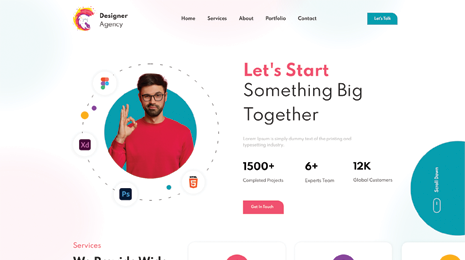 Designer
Agency
Home Services About Portfolio Contact
Let's Talk
Let's Start
Something Big
Together
Lorem Ipsum is simply dummy text of the printing and
typesetting industry.
1500+ 6+ 12K
Completed Projects Experts Team Global Customers
Get In Touch
Xd
Ps
Scroll Down
Services
We Provide Wide